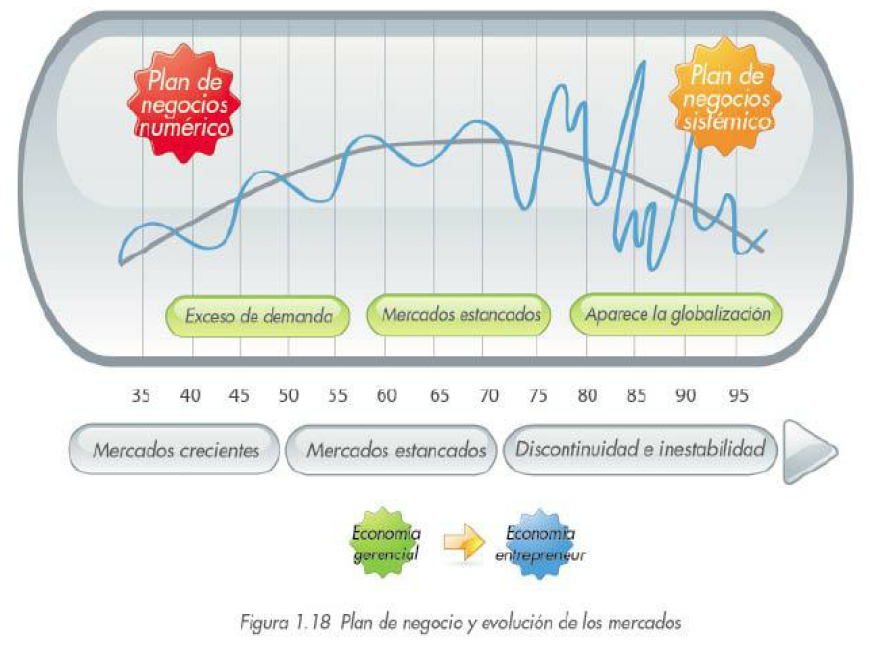 Plan de
negocios
numérico
Plan de
negocios
sistémico
Exceso de demanda
Mercados estancados
Aparece la globalización
35 40 45 50 55 60 65 70 75 80 85 90 95
Mercados crecientes
Mercados estancados
Discontinuidad e inestabilidad
Economía
gerencial
Economía
entrepreneur
Figura 1.18 Plan de negocio y evolución de los mercados